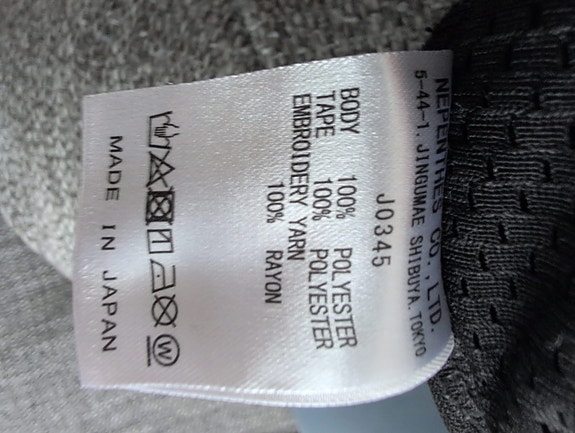 NEPENTHES CO.,LTD.
5-44-1, JINGUMAE SHIBUYA, TOKYO
J0345
BODY 100% POLYESTER
TAPE 100% POLYESTER
EMBROIDERY YARN
100% RAYON
W
MADE IN JAPAN